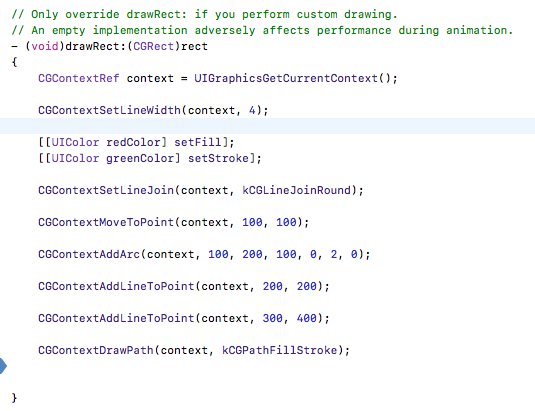 // Only override drawRect: if you perform custom drawing.
// An empty implementation adversely affects performance during animation.
- (void)drawRect:(CGRect)rect
{
CGContextRef context = UIGraphicsGetCurrentContext();
CGContextSetLineWidth(context, 4);
[[UIColor redColor] setFill];
[[UIColor greenColor] setStroke];
CGContextSetLineJoin(context, kCGLineJoinRound);
CGContextMoveToPoint(context, 100, 100);
CGContextAddArc(context, 100, 200, 100, 0, 2, 0);
CGContextAddLineToPoint(context, 200, 200);
CGContextAddLineToPoint(context, 300, 400);
CGContextDrawPath(context, kCGPathFillStroke);
}